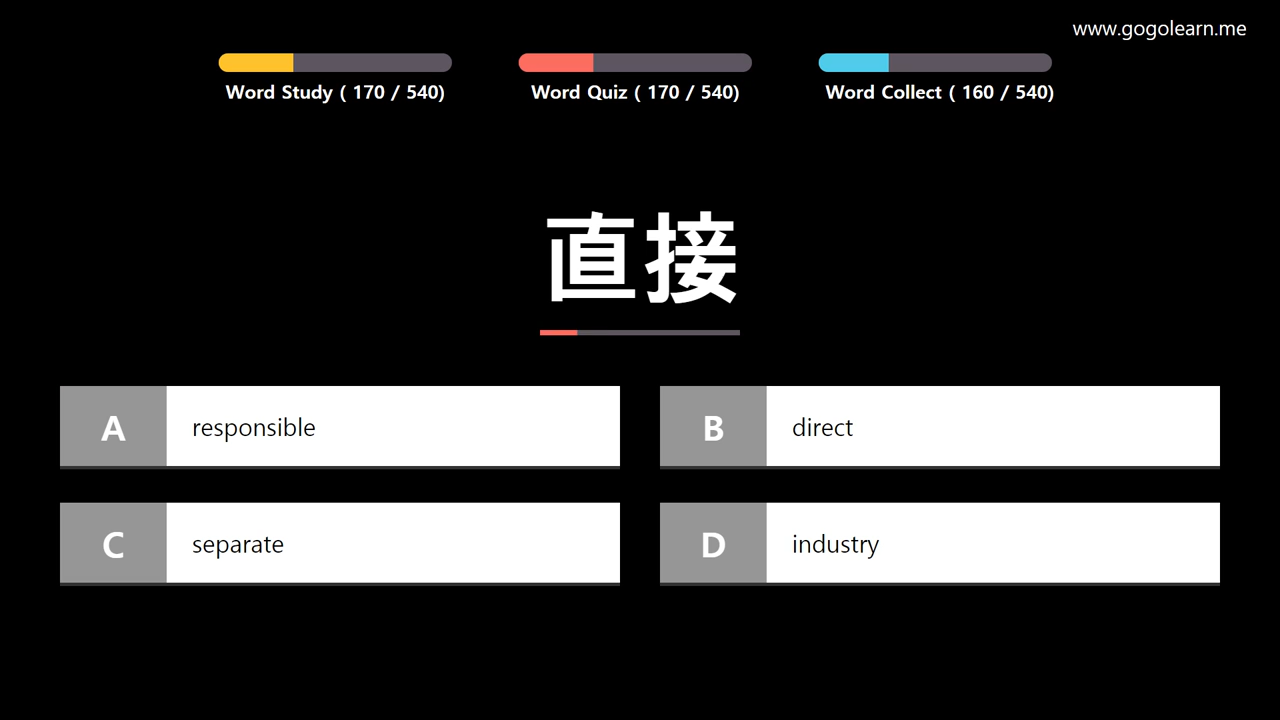 www.gogolearn.me
Word Study ( 170 / 540)
Word Quiz ( 170 / 540)
Word Collect ( 160 / 540)
直接
A responsible
B direct
C separate
D industry